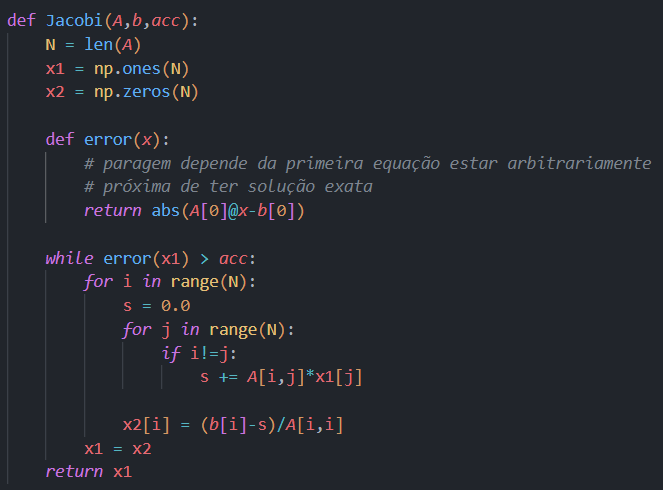 def Jacobi(A,b,acc):
    N = len(A)
    x1 = np.ones(N)
    x2 = np.zeros(N)

    def error(x):
        # paragem depende da primeira equação estar arbitrariamente
        # próxima de ter solução exata
        return abs(A[0]@x-b[0])

    while error(x1) > acc:
        for i in range(N):
            s = 0.0
            for j in range(N):
                if i!=j:
                    s += A[i,j]*x1[j]

            x2[i] = (b[i]-s)/A[i,i]
        x1 = x2
    return x1